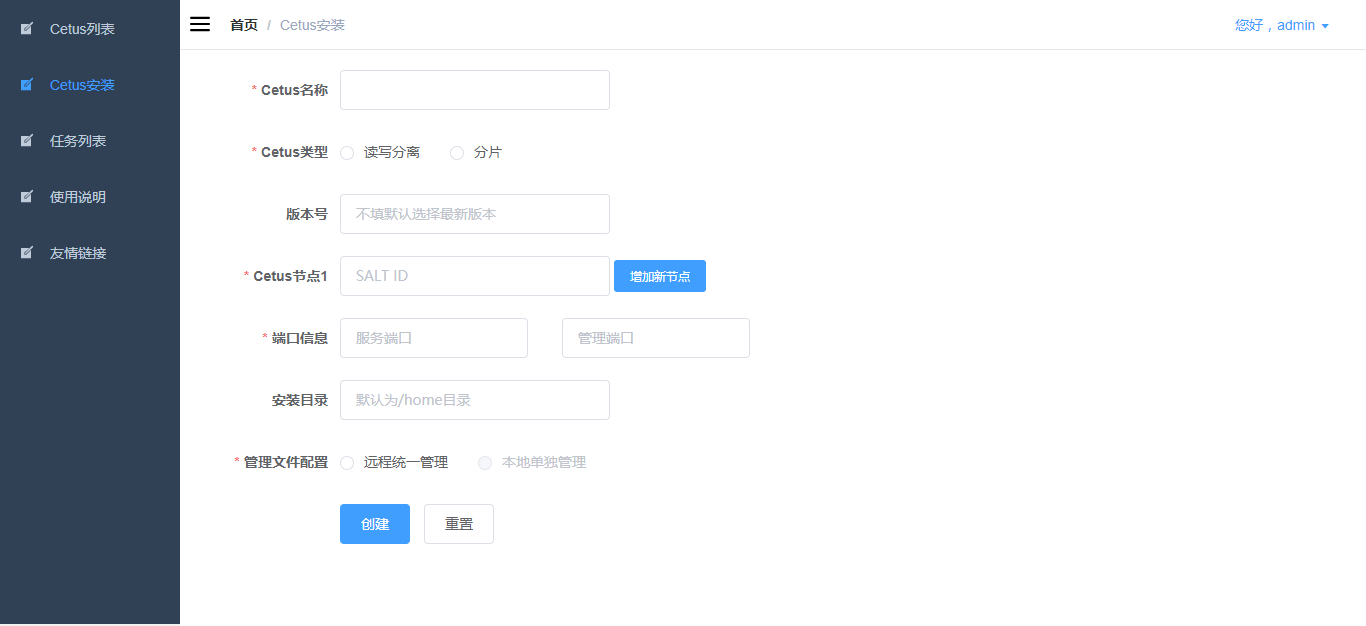 Cetus列表
Cetus安装
任务列表
使用说明
友情链接
首页 / Cetus安装
您好，admin
* Cetus名称
* Cetus类型 读写分离 分片
版本号 不填默认选择最新版本
* Cetus节点1 SALT ID 增加新节点
* 端口信息 服务端口 管理端口
安装目录 默认为/home目录
* 管理文件配置 远程统一管理 本地单独管理
创建 重置